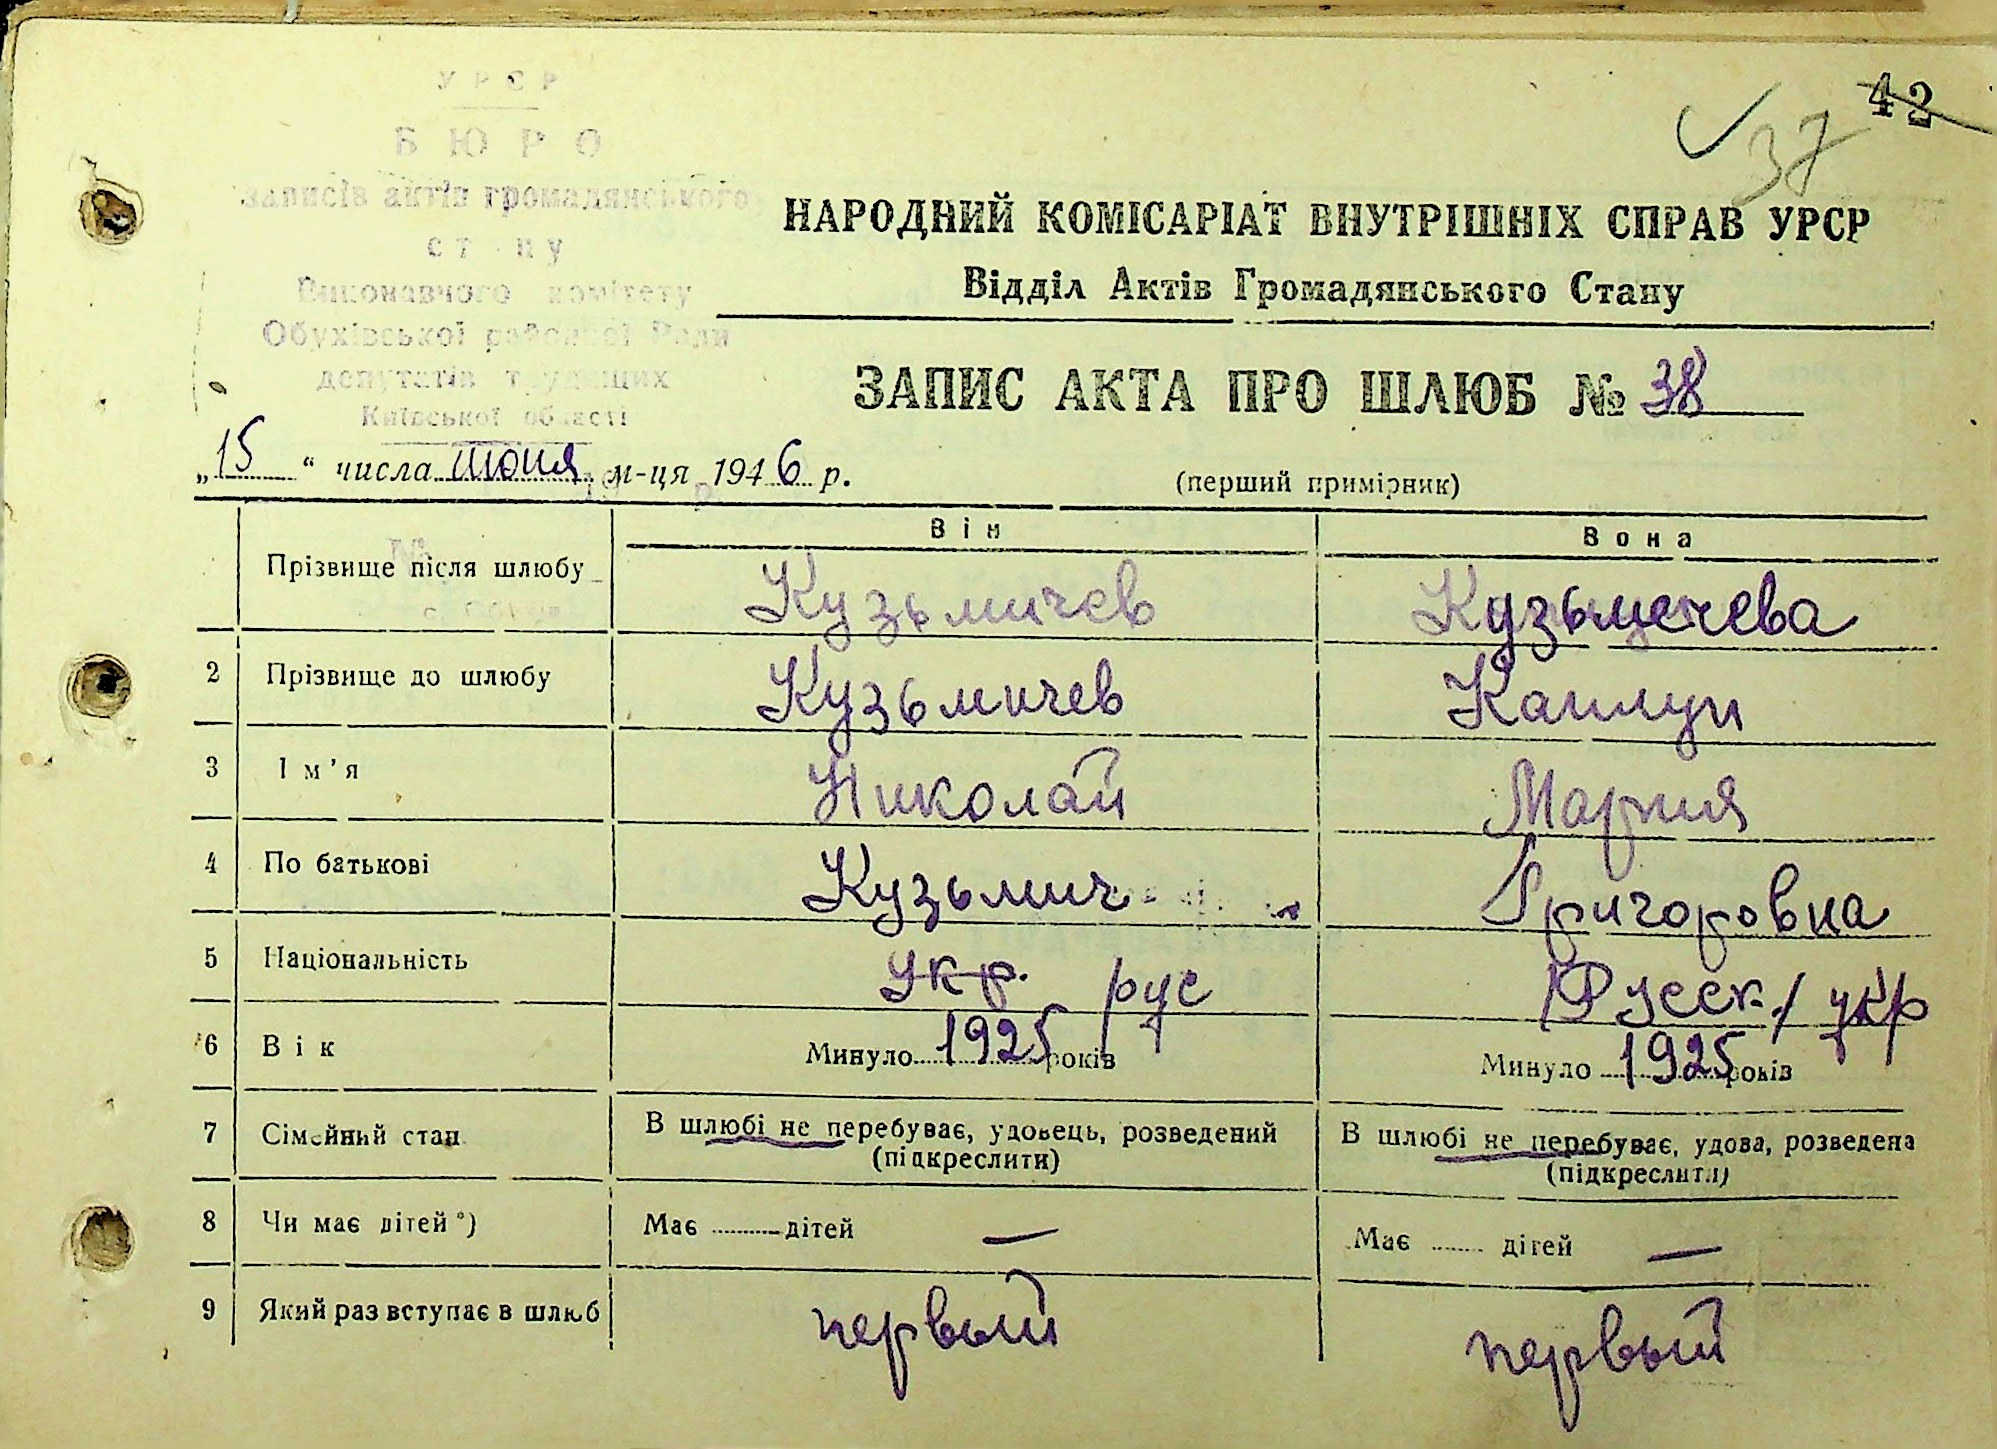 УРСР
БЮРО
записів актів громадянського
стану
Виконавчого комітету
Обухівської районної Ради
депутатів трудящих
Київської області
42
37
НАРОДНИЙ КОМІСАРІАТ ВНУТРІШНІХ СПРАВ УРСР
Відділ Актів Громадянського Стану
ЗАПИС АКТА ПРО ШЛЮБ № 38
„15“ числа июня м-ця 1946 р.
(перший примірник)
Він Вона
Прізвище після шлюбу Кузьмичев Кузьмечева
2 Прізвище до шлюбу Кузьмичев
3 Ім'я Николай Мария
4 По батькові Кузьмич Григоровна
5 Національність укр. рус Русск. укр
6 Вік Минуло 1925 років Минуло 1925 років
7 Сімейний стан В шлюбі не перебуває, удовець, розведений (підкреслити) В шлюбі не перебуває, удова, розведена (підкреслити)
8 Чи має дітей*) Має дітей — Має дітей —
9 Який раз вступає в шлюб первый первый